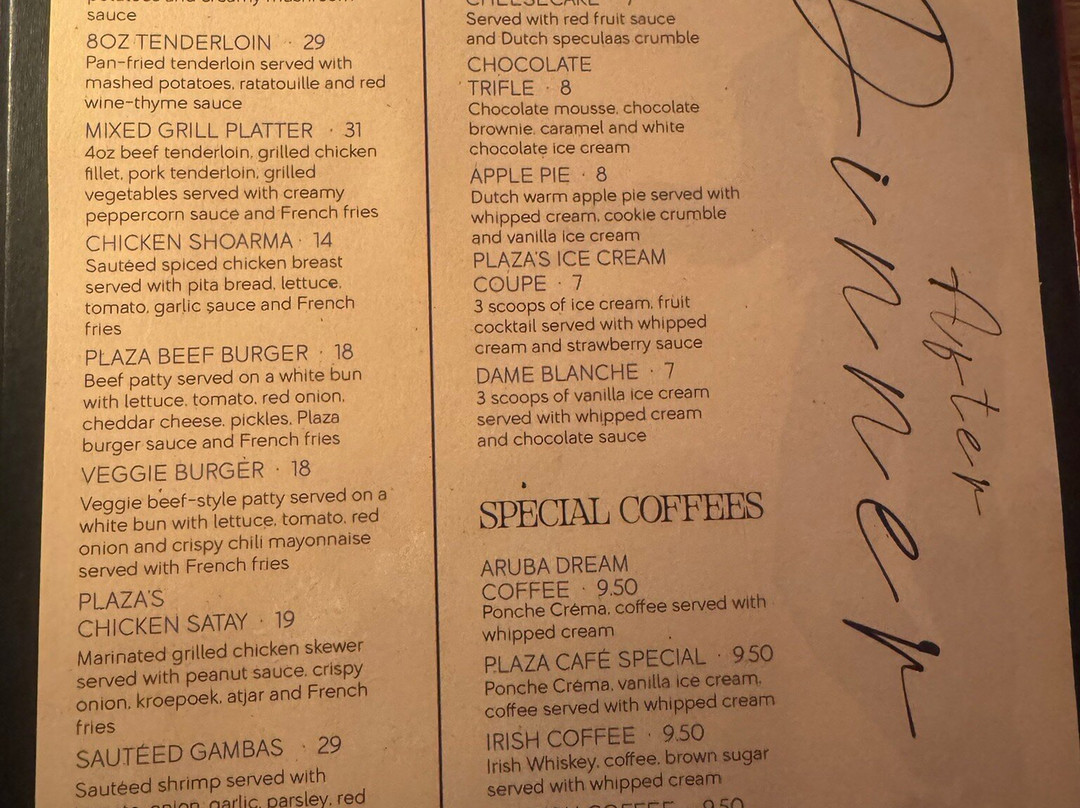 sauce
8OZ TENDERLOIN · 29
Pan-fried tenderloin served with
mashed potatoes, ratatouille and red
wine-thyme sauce
MIXED GRILL PLATTER · 31
4oz beef tenderloin, grilled chicken
fillet, pork tenderloin, grilled
vegetables served with creamy
peppercorn sauce and French fries
CHICKEN SHOARMA · 14
Sautéed spiced chicken breast
served with pita bread, lettuce,
tomato, garlic sauce and French
fries
PLAZA BEEF BURGER · 18
Beef patty served on a white bun
with lettuce, tomato, red onion,
cheddar cheese, pickles, Plaza
burger sauce and French fries
VEGGIE BURGER · 18
Veggie beef-style patty served on a
white bun with lettuce, tomato, red
onion and crispy chili mayonnaise
served with French fries
PLAZA'S
CHICKEN SATAY · 19
Marinated grilled chicken skewer
served with peanut sauce, crispy
onion, kroepoek, atjar and French
fries
SAUTÉED GAMBAS · 29
Sautéed shrimp served with
onion, garlic, parsley, red
CHEESECAKE · 7
Served with red fruit sauce
and Dutch speculaas crumble
CHOCOLATE
TRIFLE · 8
Chocolate mousse, chocolate
brownie, caramel and white
chocolate ice cream
APPLE PIE · 8
Dutch warm apple pie served with
whipped cream, cookie crumble
and vanilla ice cream
PLAZA'S ICE CREAM
COUPE · 7
3 scoops of ice cream, fruit
cocktail served with whipped
cream and strawberry sauce
DAME BLANCHE · 7
3 scoops of vanilla ice cream
served with whipped cream
and chocolate sauce
SPECIAL COFFEES
ARUBA DREAM
COFFEE · 9.50
Ponche Créma, coffee served with
whipped cream
PLAZA CAFÉ SPECIAL · 9.50
Ponche Créma, vanilla ice cream,
coffee served with whipped cream
IRISH COFFEE · 9.50
Irish Whiskey, coffee, brown sugar
served with whipped cream
COFFEE · 9.50
Dinner
After